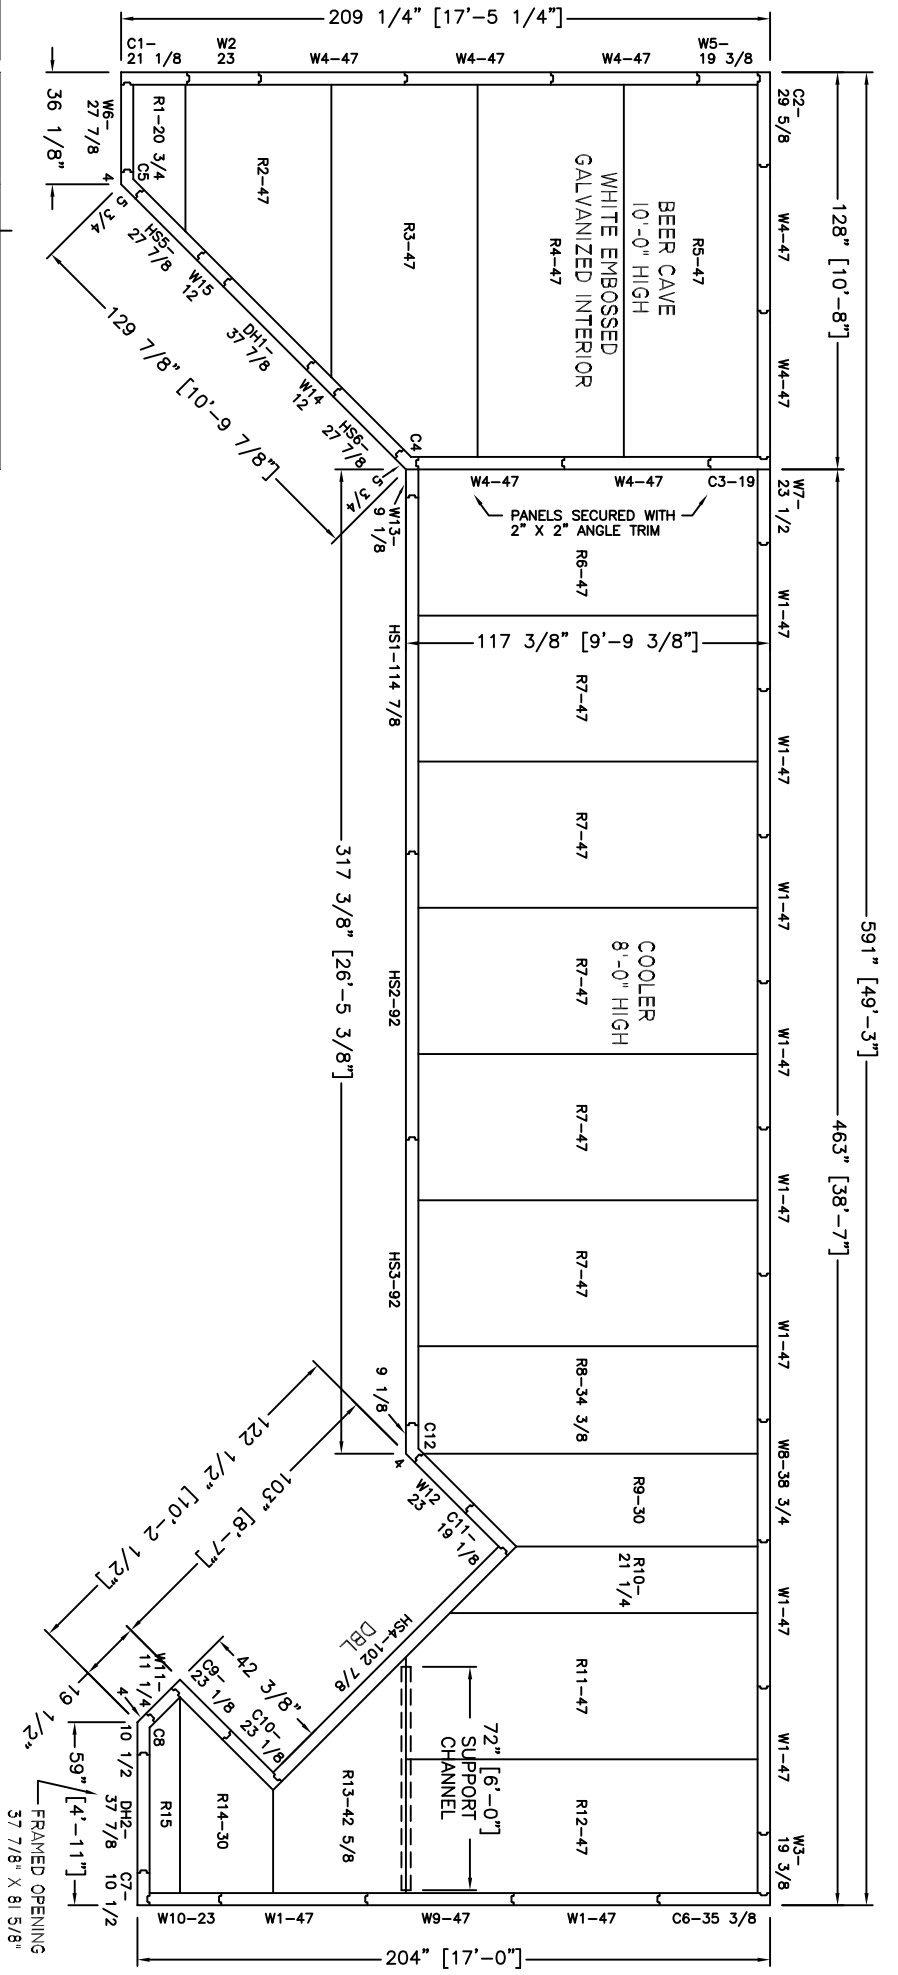 209 1/4" [17'-5 1/4"]
C1-
21 1/8
W2
23
W4-47
W4-47
W4-47
W5-
19 3/8
36 1/8"
W6-
27 7/8
4
R1-20 3/4
C5
R2-47
R3-47
R4-47
R5-47
BEER CAVE
10'-0" HIGH
WHITE EMBOSSED
GALVANIZED INTERIOR
C2-
29 5/8
W4-47
W4-47
128" [10'-8"]
591" [49'-3"]
5 3/4
HS5-
27 7/8
W15
12
DH1-
37 7/8
W14
12
HS6-
27 7/8
5 3/4
129 7/8" [10'-9 7/8"]
C4
W4-47
W4-47
C3-19
PANELS SECURED WITH
2" X 2" ANGLE TRIM
W13-
9 1/8
W7-
23 1/2
R6-47
W1-47
117 3/8" [9'-9 3/8"]
HS1-114 7/8
R7-47
W1-47
R7-47
W1-47
317 3/8" [26'-5 3/8"]
HS2-92
R7-47
COOLER
8'-0" HIGH
W1-47
463" [38'-7"]
R7-47
W1-47
HS3-92
R7-47
W1-47
9 1/8
R8-34 3/8
C12
4
W8-38 3/4
W12
23
C11-
19 1/8
R9-30
R10-
21 1/4
W1-47
122 1/2" [10'-2 1/2"]
103" [8'-7"]
HS4-102 7/8
DBL
42 3/8"
R11-47
W1-47
W11-
11 1/4
C9-
23 1/8
C10-
23 1/8
19 1/2"
4
C8
72" [6'-0"]
SUPPORT
CHANNEL
10 1/2
59" [4'-11"]
DH2-
37 7/8
C7-
10 1/2
R15
R14-30
R13-42 5/8
R12-47
W3-
19 3/8
FRAMED OPENING
37 7/8" X 81 5/8"
W10-23
W1-47
W9-47
W1-47
C6-35 3/8
204" [17'-0"]